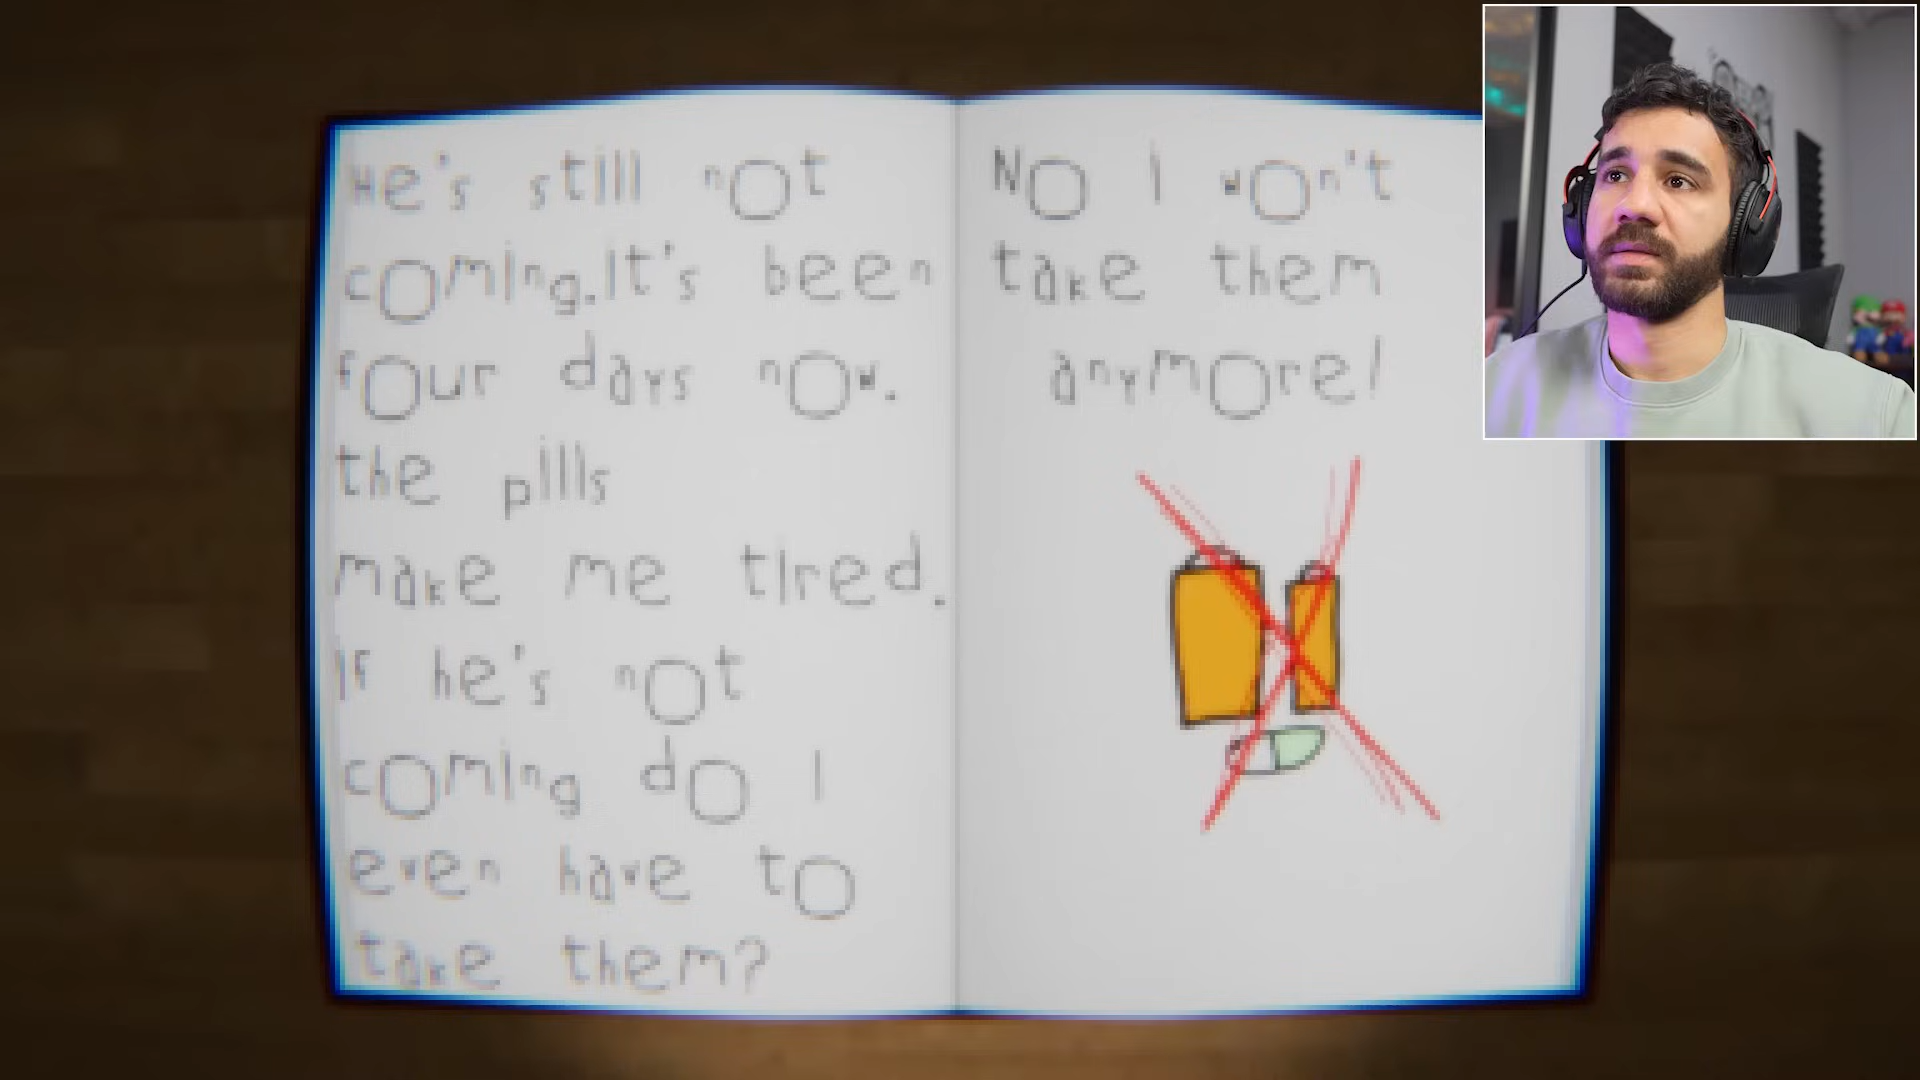 He's still not
coming.It's been
four days now.
the pills
make me tired.
If he's not
coming do I
even have to
take them?
No I won't
take them
anymore!